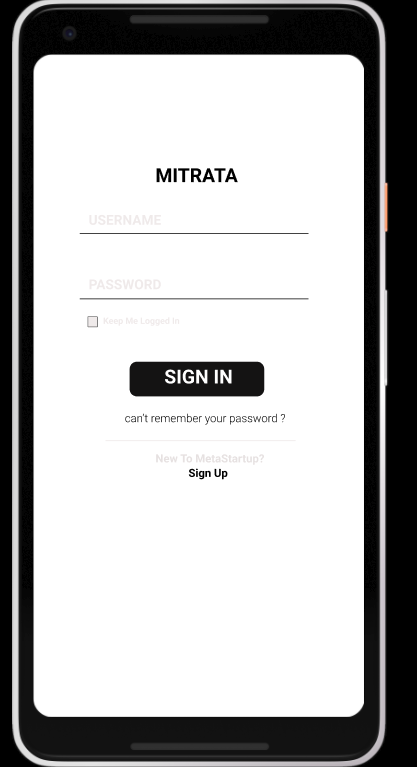 MITRATA
USERNAME
PASSWORD
Keep Me Logged In
SIGN IN
can't remember your password ?
New To MetaStartup?
Sign Up